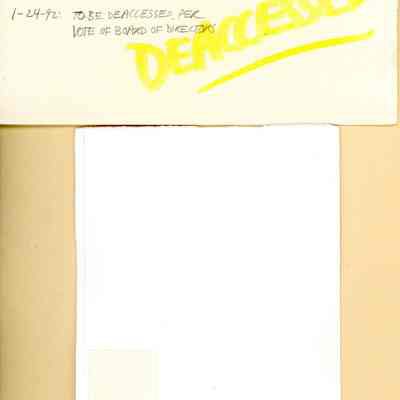 1-24-92: TO BE DEACCESSED, PER
VOTE OF BOARD OF DIRECTORS
DEACCESSED